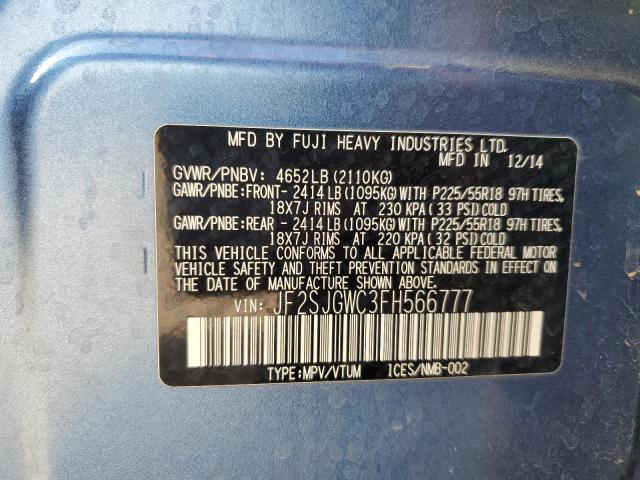 MFD BY FUJI HEAVY INDUSTRIES LTD.
MFD IN 12/14
GVWR/PNBV: 4652LB (2110KG)
GAWR/PNBE:FRONT- 2414 LB (1095KG) WITH P225/55R18 97H TIRES,
18X7J RIMS AT 230 KPA ( 33 PSI) COLD
GAWR/PNBE:REAR - 2414 LB (1095KG) WITH P225/55R18 97H TIRES,
18X7J RIMS AT 220 KPA ( 32 PSI) COLD
THIS VEHICLE CONFORMS TO ALL APPLICABLE FEDERAL MOTOR
VEHICLE SAFETY AND THEFT PREVENTION STANDARDS IN EFFECT ON
THE DATE OF MANUFACTURE SHOWN ABOVE.
VIN: JF2SJGWC3FH566777
TYPE:MPV/VTUM ICES/NMB-002